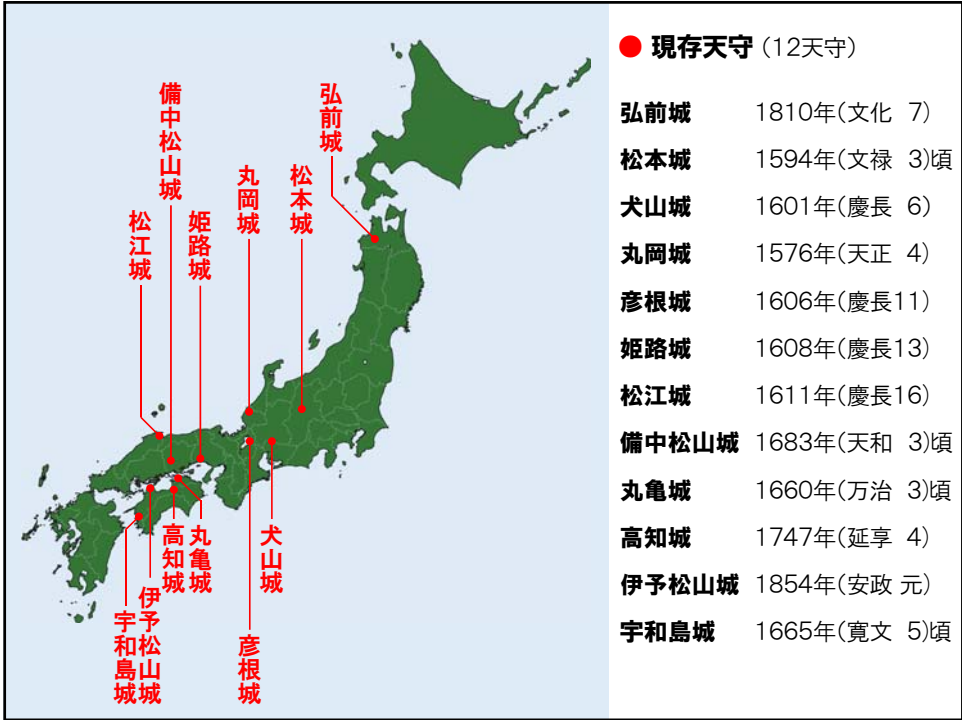 弘前城
備中松山城
丸岡城
松本城
松江城
姫路城
高知城
丸亀城
犬山城
伊予松山城
宇和島城
彦根城
● 現存天守 (12天守)
弘前城 1810年(文化 7)
松本城 1594年(文禄 3)頃
犬山城 1601年(慶長 6)
丸岡城 1576年(天正 4)
彦根城 1606年(慶長11)
姫路城 1608年(慶長13)
松江城 1611年(慶長16)
備中松山城 1683年(天和 3)頃
丸亀城 1660年(万治 3)頃
高知城 1747年(延享 4)
伊予松山城 1854年(安政 元)
宇和島城 1665年(寛文 5)頃